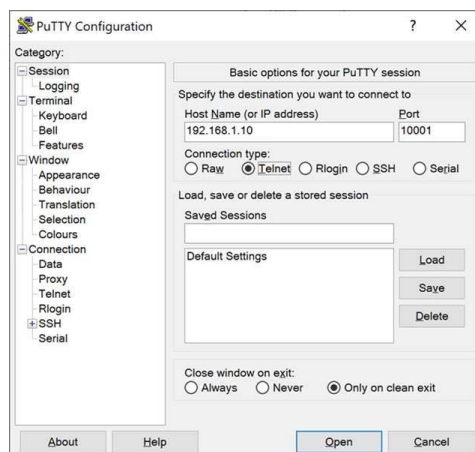 PuTTY Configuration ? X
Category:
Session
Logging
Terminal
Keyboard
Bell
Features
Window
Appearance
Behaviour
Translation
Selection
Colours
Connection
Data
Proxy
Telnet
Rlogin
SSH
Serial
Basic options for your PuTTY session
Specify the destination you want to connect to
Host Name (or IP address) Port
192.168.1.10 10001
Connection type:
Raw Telnet Rlogin SSH Serial
Load, save or delete a stored session
Saved Sessions
Default Settings
Load
Save
Delete
Close window on exit:
Always Never Only on clean exit
About Help Open Cancel